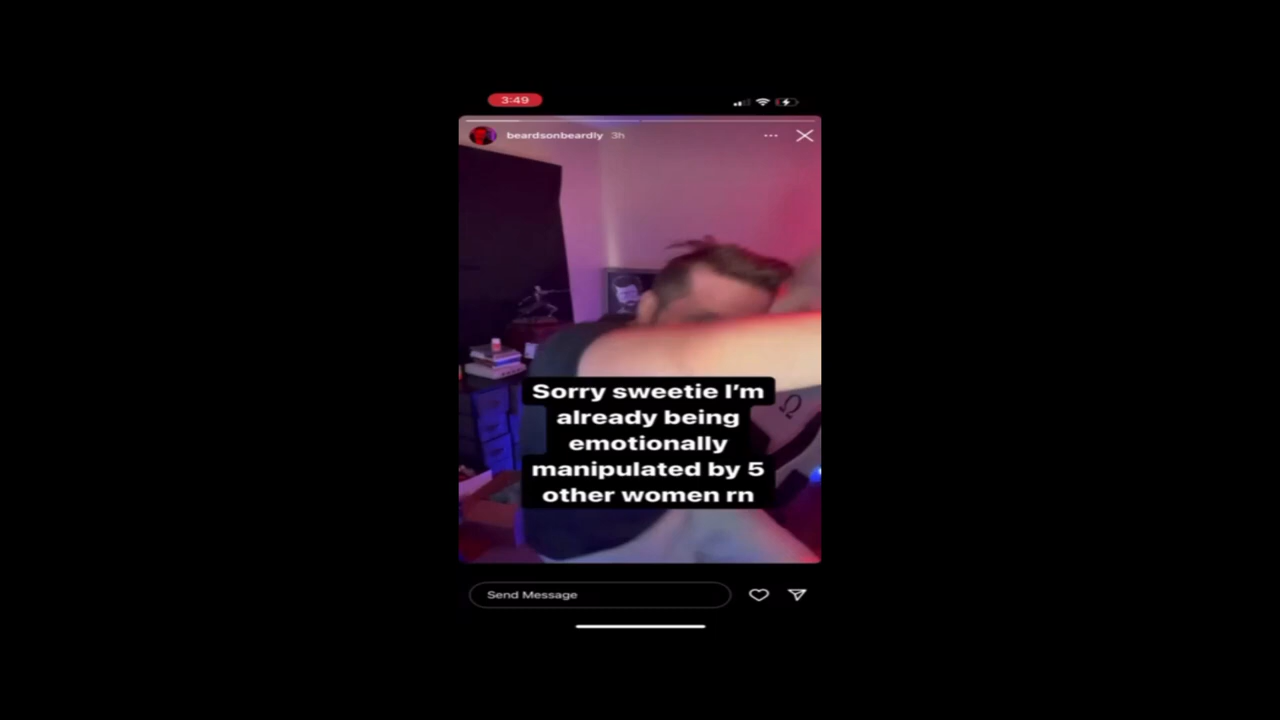 3:49
beardsonbeardly 3h
Sorry sweetie I'm
already being
emotionally
manipulated by 5
other women rn
Send Message